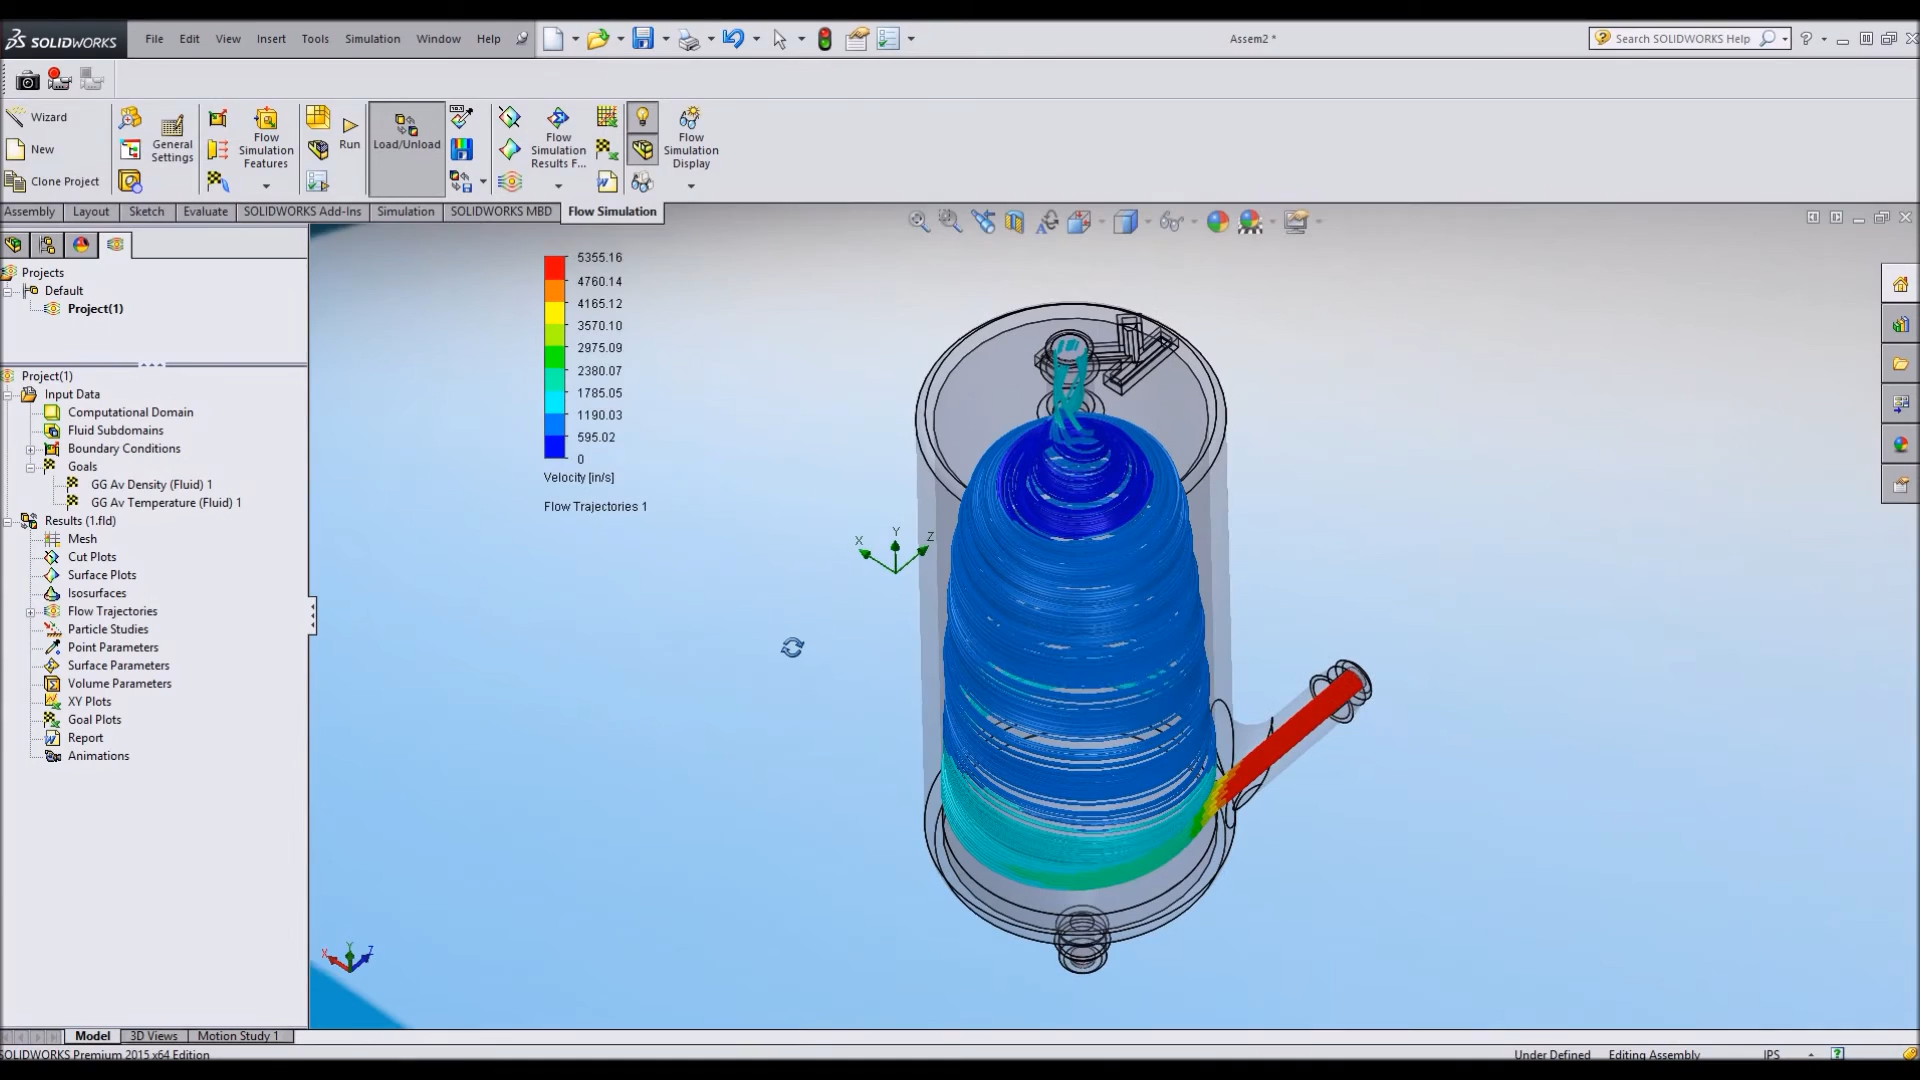 SOLIDWORKS File Edit View Insert Tools Simulation Window Help Assem2 * Search SOLIDWORKS Help
Wizard
New
Clone Project
General Settings
Flow Simulation Features
Run
Load/Unload
Flow Simulation Results F...
Flow Simulation Display
Assembly Layout Sketch Evaluate SOLIDWORKS Add-Ins Simulation SOLIDWORKS MBD Flow Simulation
Projects
Default
Project(1)
Project(1)
Input Data
Computational Domain
Fluid Subdomains
Boundary Conditions
Goals
GG Av Density (Fluid) 1
GG Av Temperature (Fluid) 1
Results (1.fld)
Mesh
Cut Plots
Surface Plots
Isosurfaces
Flow Trajectories
Particle Studies
Point Parameters
Surface Parameters
Volume Parameters
XY Plots
Goal Plots
Report
Animations
5355.16
4760.14
4165.12
3570.10
2975.09
2380.07
1785.05
1190.03
595.02
0
Velocity [in/s]
Flow Trajectories 1
X Y Z
X Y Z
Model 3D Views Motion Study 1
SOLIDWORKS Premium 2015 x64 Edition Under Defined Editing Assembly IPS